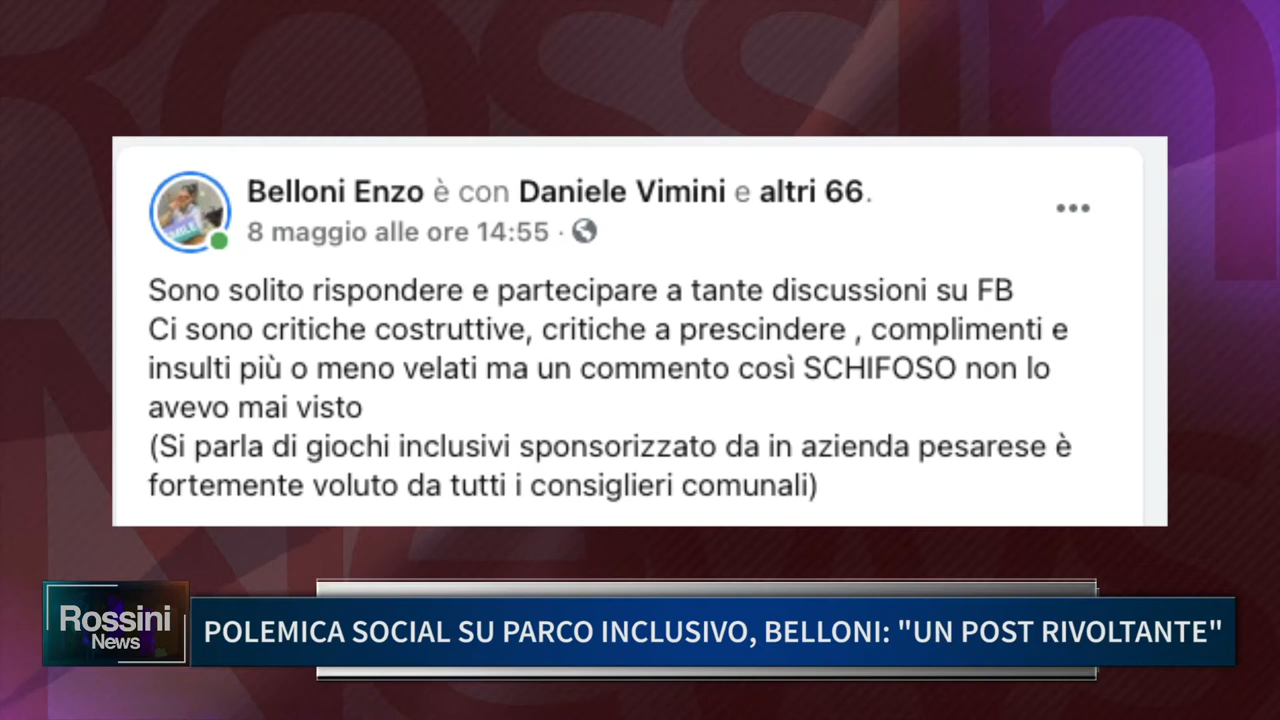 Belloni Enzo è con Daniele Vimini e altri 66.
8 maggio alle ore 14:55 ·
Sono solito rispondere e partecipare a tante discussioni su FB
Ci sono critiche costruttive, critiche a prescindere , complimenti e
insulti più o meno velati ma un commento così SCHIFOSO non lo
avevo mai visto
(Si parla di giochi inclusivi sponsorizzato da in azienda pesarese è
fortemente voluto da tutti i consiglieri comunali)
Rossini
News
POLEMICA SOCIAL SU PARCO INCLUSIVO, BELLONI: "UN POST RIVOLTANTE"